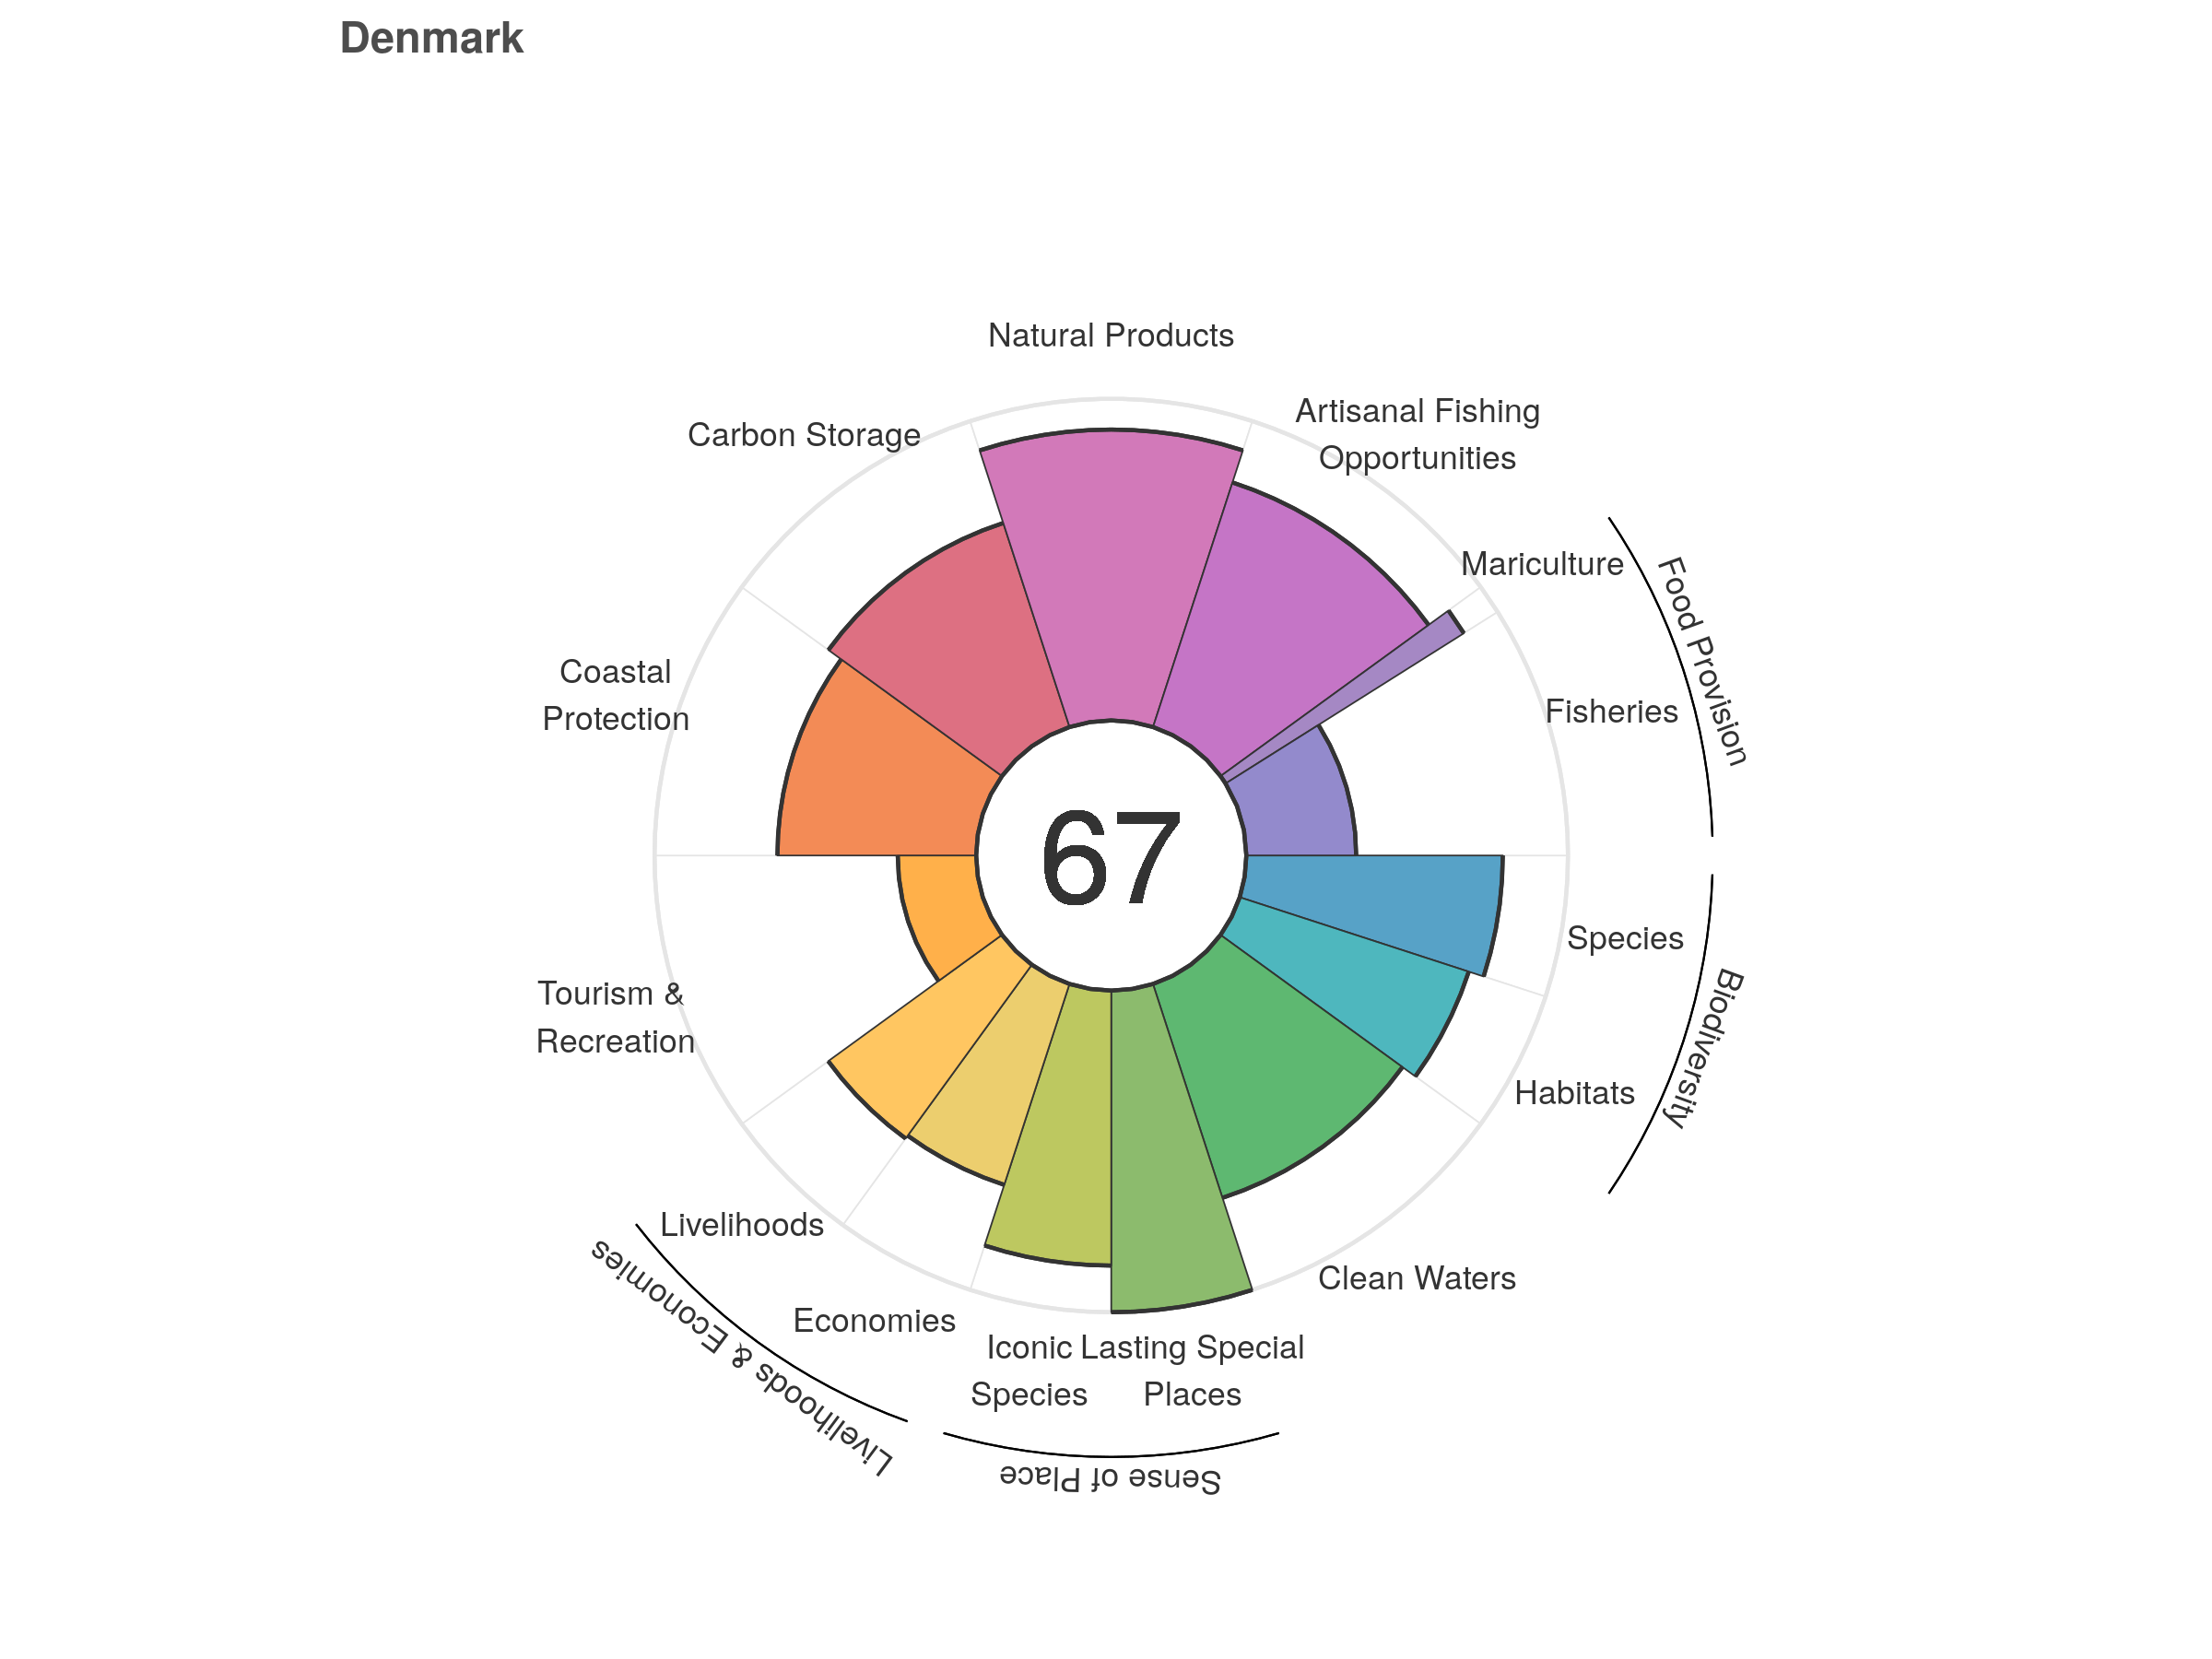 Denmark
Natural Products
Artisanal Fishing
Opportunities
Carbon Storage
Mariculture
Food Provision
Coastal
Protection
Fisheries
67
Species
Biodiversity
Tourism &
Recreation
Habitats
Livelihoods
Clean Waters
Economies
Livelihoods & Economies
Iconic
Species
Lasting Special
Places
Sense of Place